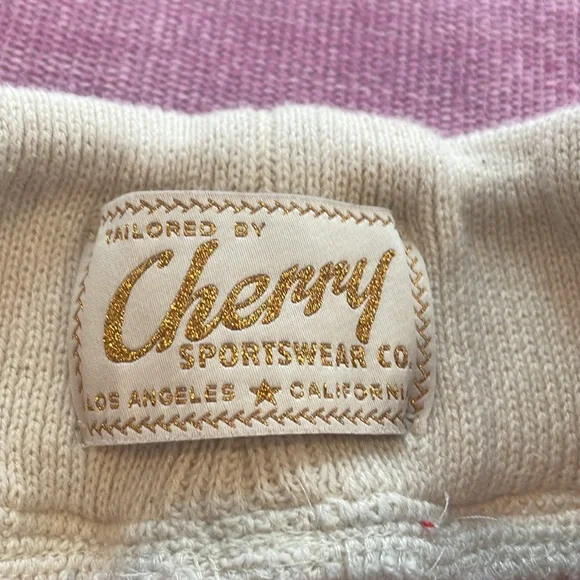 TAILORED BY
Cherry
SPORTSWEAR CO
LOS ANGELES ★ CALIFORNI